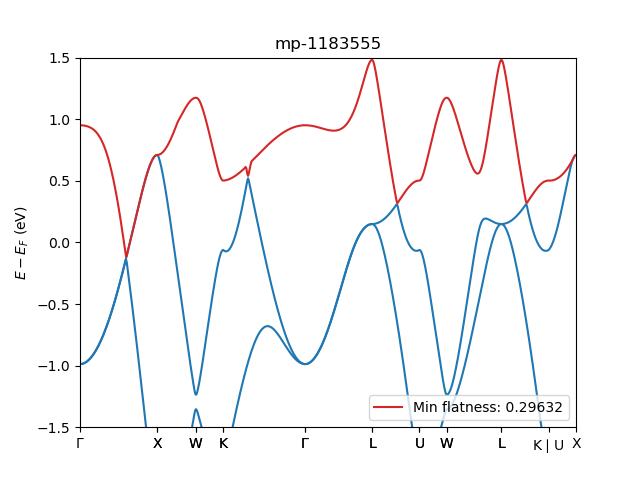 mp-1183555
E − E_F (eV)
1.5
1.0
0.5
0.0
−0.5
−1.0
−1.5
Min flatness: 0.29632
Γ X W K Γ L U W L K | U X